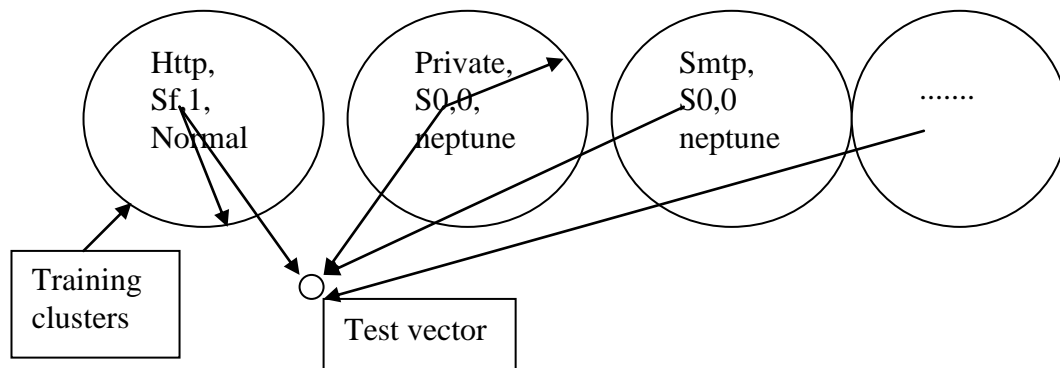 Http,
Sf,1,
Normal
Private,
S0,0,
neptune
Smtp,
S0,0
neptune
.......
Training
clusters
Test vector